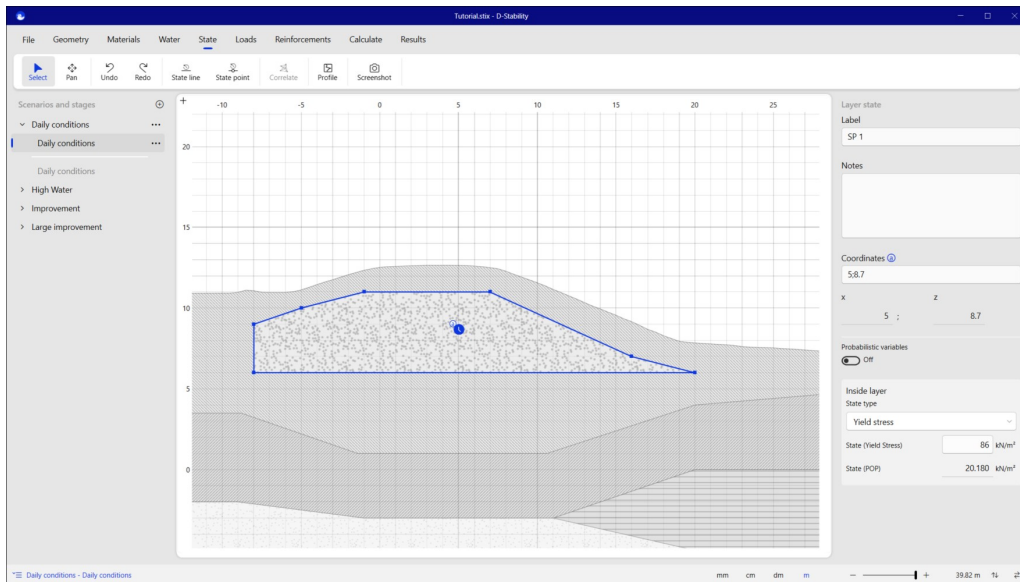 Tutorial.stix - D-Stability
File Geometry Materials Water State Loads Reinforcements Calculate Results
Select Pan Undo Redo State line State point Correlate Profile Screenshot
Scenarios and stages
Daily conditions
Daily conditions
Daily conditions
High Water
Improvement
Large improvement
-10 -5 0 5 10 15 20 25
20
15
10
5
0
Layer state
Label
SP 1
Notes
Coordinates
5;8.7
x z
5 ; 8.7
Probabilistic variables
Off
Inside layer
State type
Yield stress
State (Yield Stress) 86 kN/m²
State (POP) 20.180 kN/m²
Daily conditions - Daily conditions
mm cm dm m
39.82 m